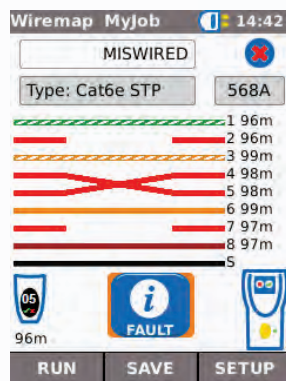 Wiremap MyJob 14:42
MISWIRED
Type: Cat6e STP 568A
1 96m
2 96m
3 99m
4 98m
5 98m
6 99m
7 97m
8 97m
S
05
96m
i
FAULT
RUN SAVE SETUP